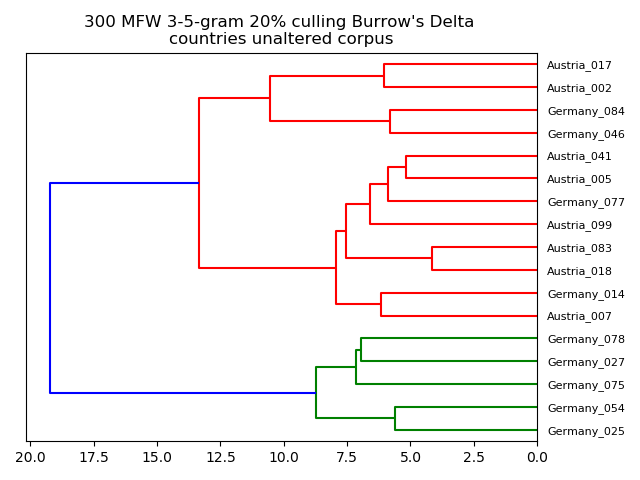 300 MFW 3-5-gram 20% culling Burrow's Delta
countries unaltered corpus
Austria_017
Austria_002
Germany_084
Germany_046
Austria_041
Austria_005
Germany_077
Austria_099
Austria_083
Austria_018
Germany_014
Austria_007
Germany_078
Germany_027
Germany_075
Germany_054
Germany_025
20.0 17.5 15.0 12.5 10.0 7.5 5.0 2.5 0.0